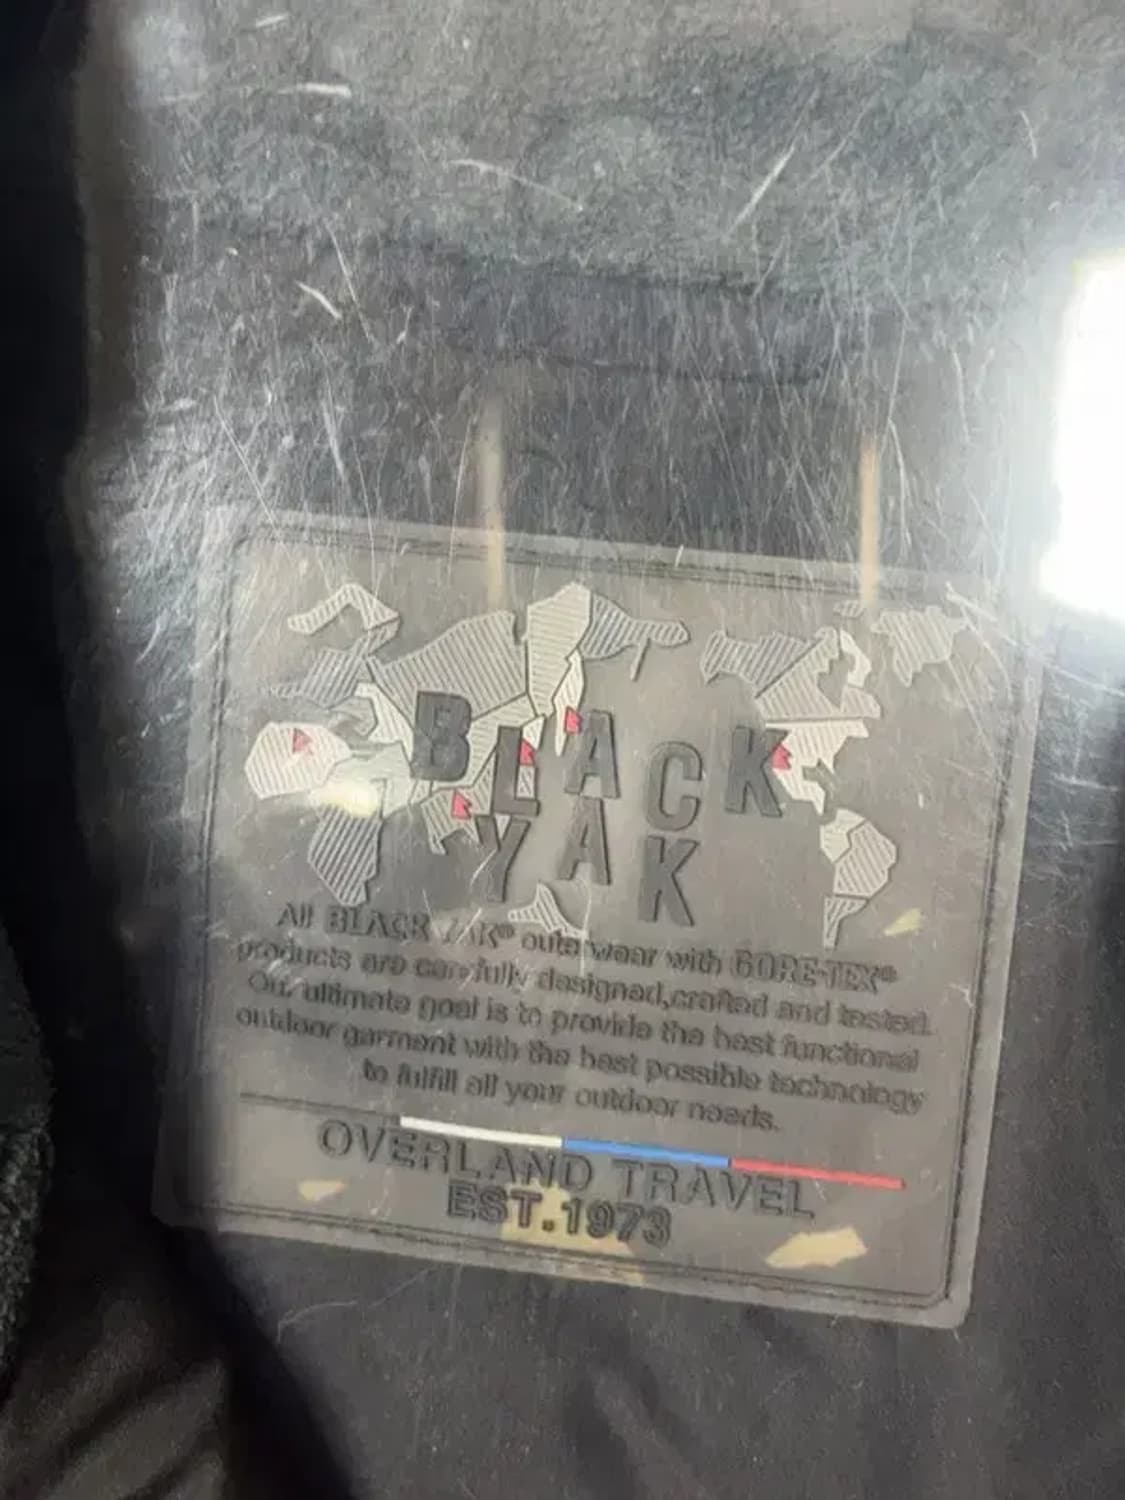 BLACK
YAK
All BLACK YAK® outerwear with GORE-TEX®
products are carefully designed,crafted and tested.
Our ultimate goal is to provide the best functional
outdoor garment with the best possible technology
to fulfill all your outdoor needs.
OVERLAND TRAVEL
EST.1973